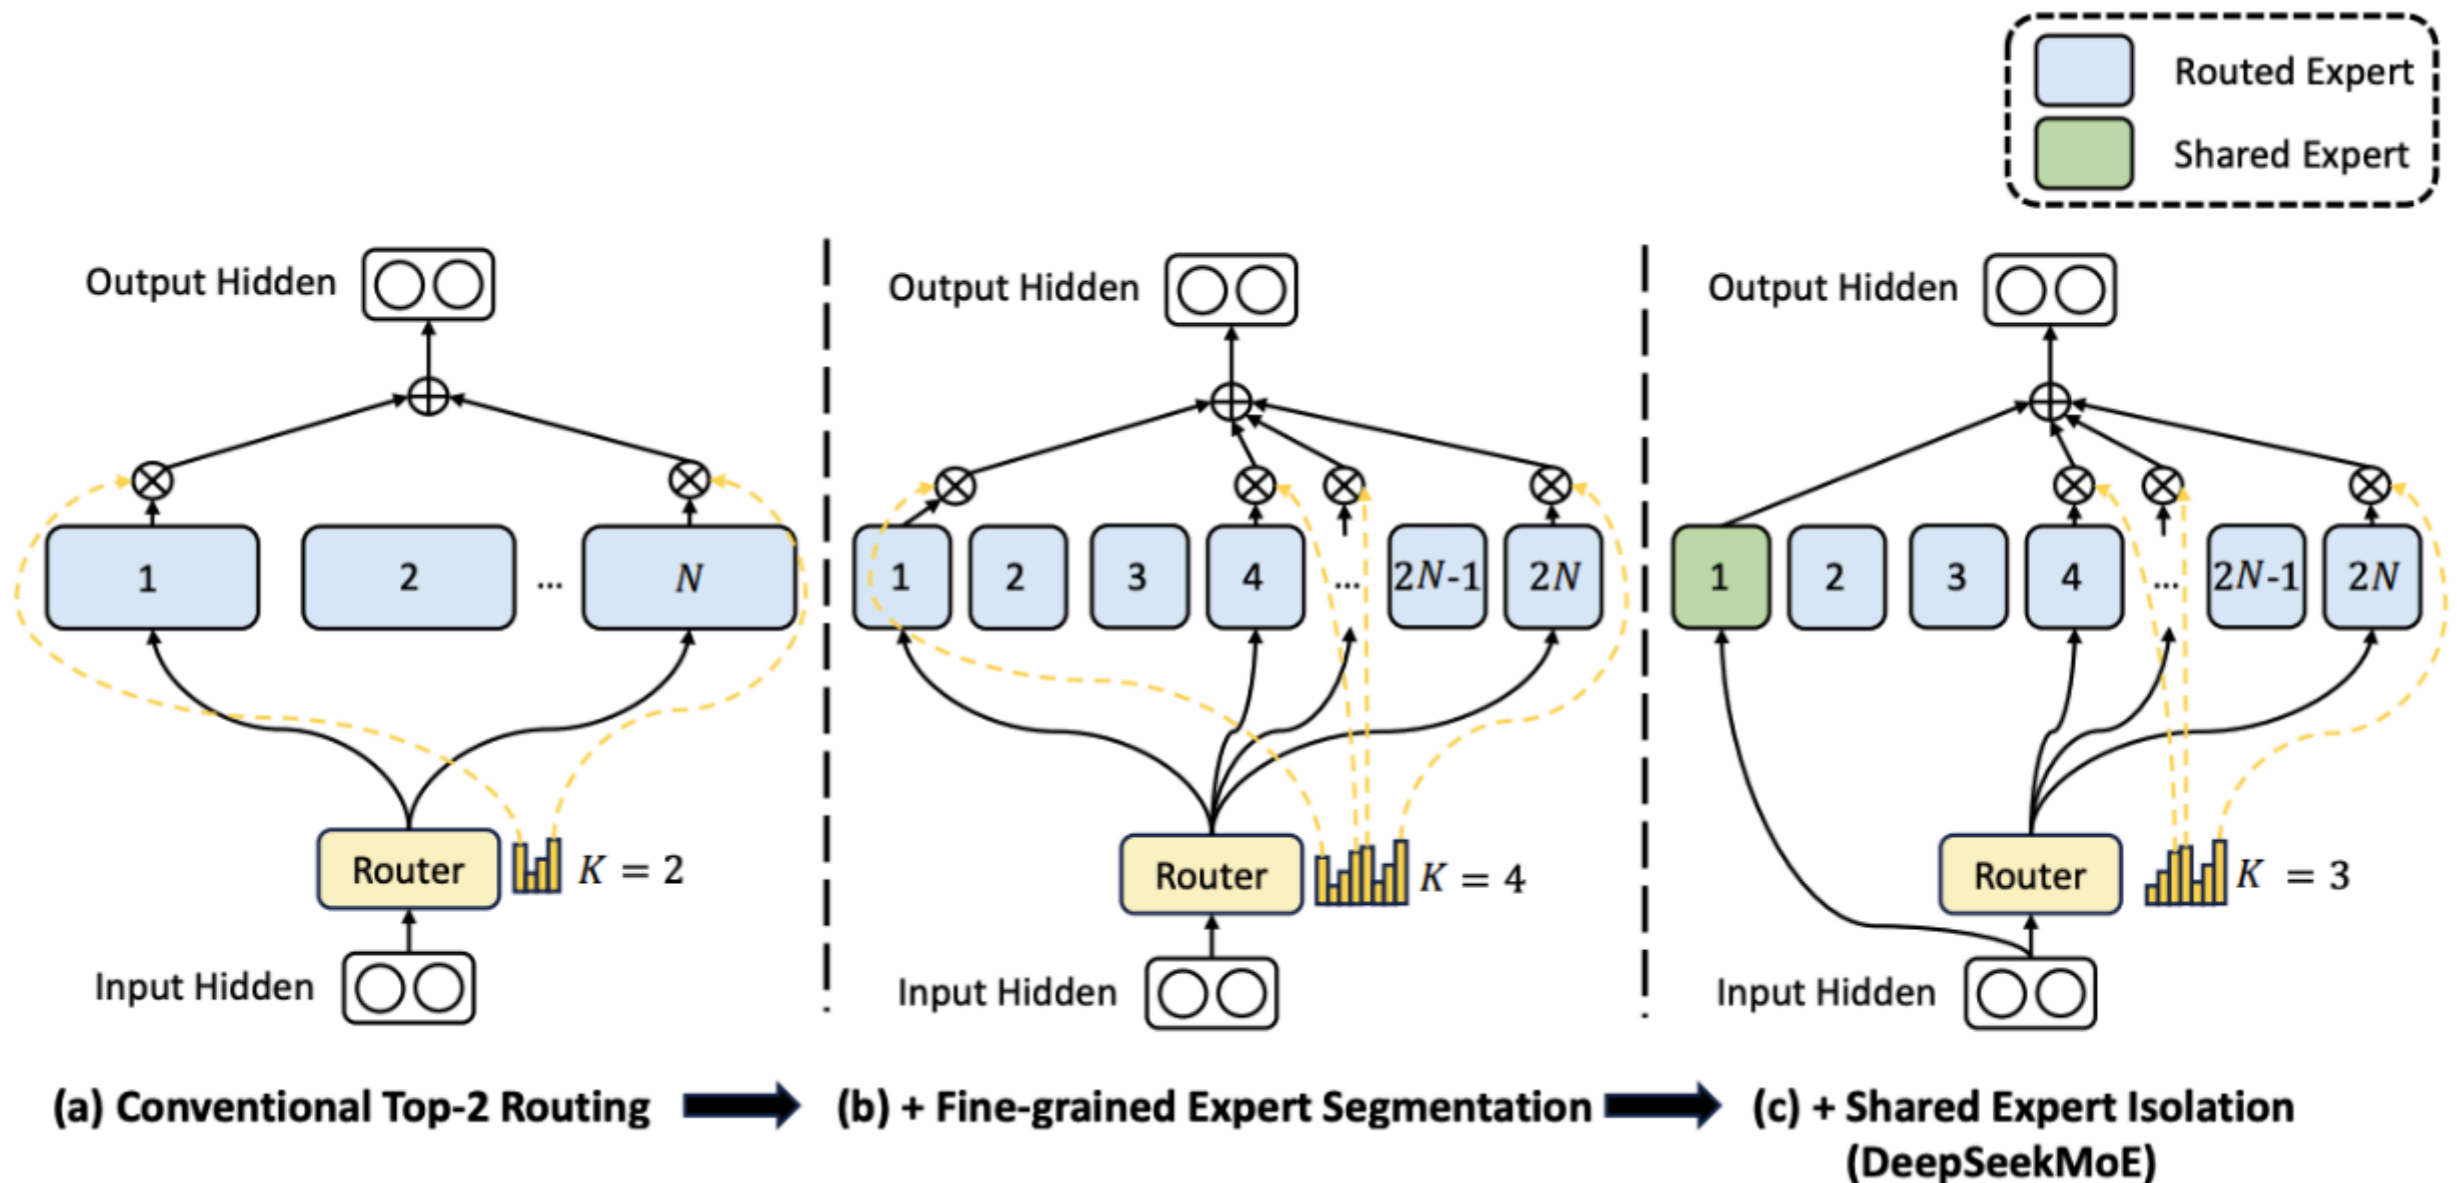 Routed Expert
Shared Expert
Output Hidden
1
2
...
N
Router
K = 2
Input Hidden
(a) Conventional Top-2 Routing
Output Hidden
1
2
3
4
...
2N-1
2N
Router
K = 4
Input Hidden
(b) + Fine-grained Expert Segmentation
Output Hidden
1
2
3
4
...
2N-1
2N
Router
K = 3
Input Hidden
(c) + Shared Expert Isolation
(DeepSeekMoE)